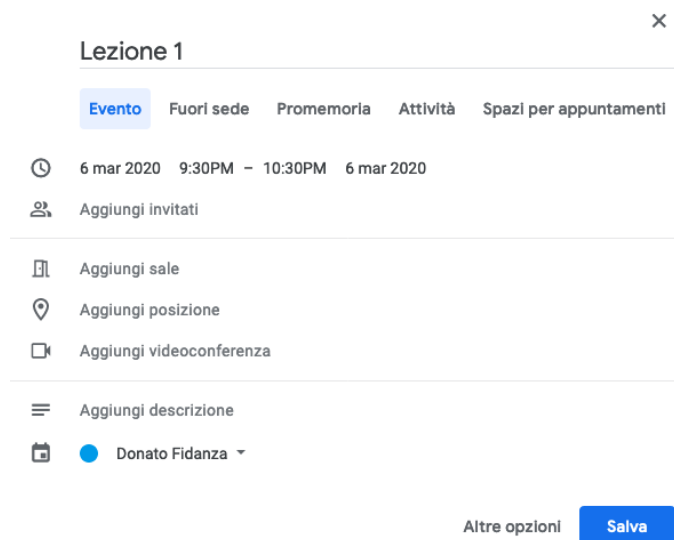 Lezione 1
Evento Fuori sede Promemoria Attività Spazi per appuntamenti
6 mar 2020 9:30PM – 10:30PM 6 mar 2020
Aggiungi invitati
Aggiungi sale
Aggiungi posizione
Aggiungi videoconferenza
Aggiungi descrizione
Donato Fidanza
Altre opzioni Salva